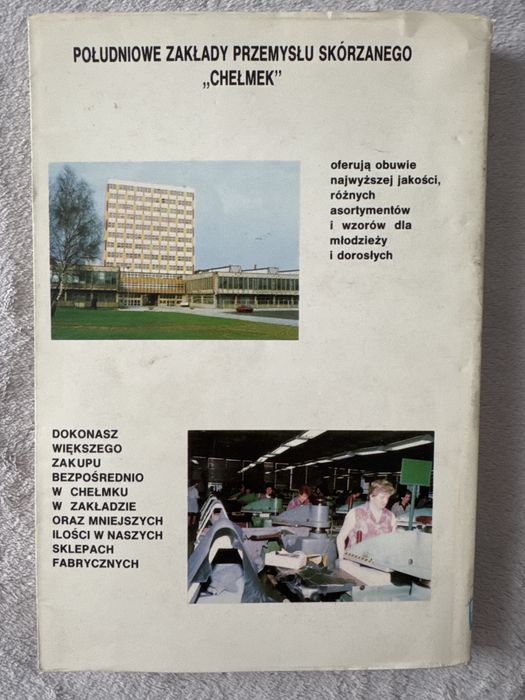 POŁUDNIOWE ZAKŁADY PRZEMYSŁU SKÓRZANEGO
„CHEŁMEK”
oferują obuwie
najwyższej jakości,
różnych
asortymentów
i wzorów dla
młodzieży
i dorosłych
DOKONASZ
WIĘKSZEGO
ZAKUPU
BEZPOŚREDNIO
W CHEŁMKU
W ZAKŁADZIE
ORAZ MNIEJSZYCH
ILOŚCI W NASZYCH
SKLEPACH
FABRYCZNYCH